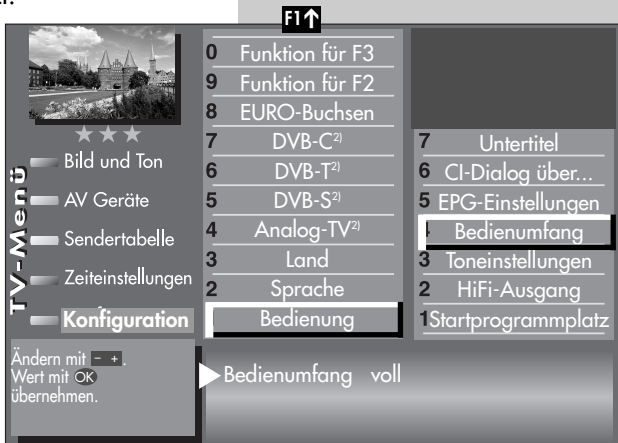 F1↑
TV-Menü
Bild und Ton
AV Geräte
Sendertabelle
Zeiteinstellungen
Konfiguration
0 Funktion für F3
9 Funktion für F2
8 EURO-Buchsen
7 DVB-C2)
6 DVB-T2)
5 DVB-S2)
4 Analog-TV2)
3 Land
2 Sprache
Bedienung
7 Untertitel
6 CI-Dialog über...
5 EPG-Einstellungen
Bedienumfang
3 Toneinstellungen
2 HiFi-Ausgang
1 Startprogrammplatz
Ändern mit - + .
Wert mit OK
übernehmen.
Bedienumfang voll